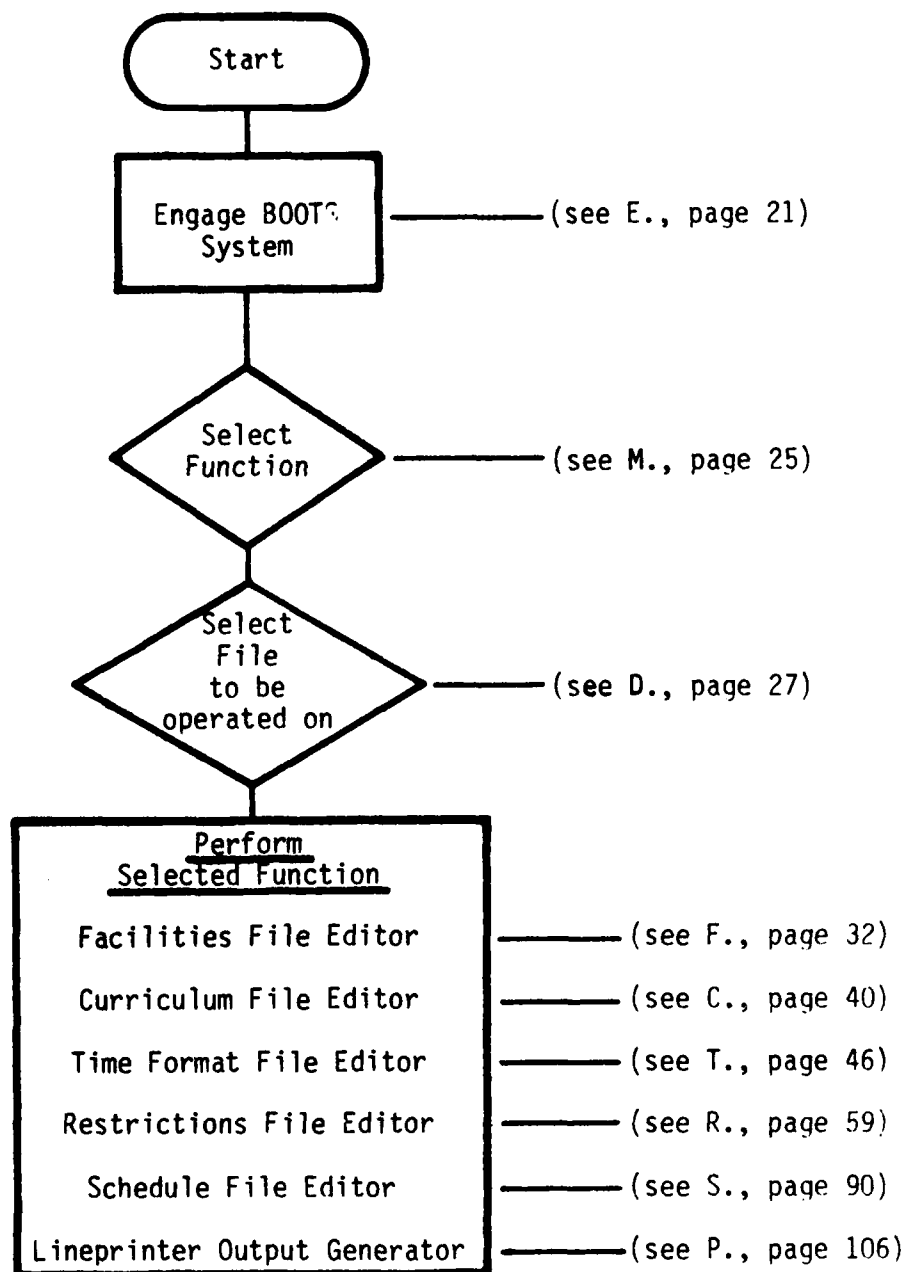 Start
Engage BOOTS (see E., page 21)
System
Select
Function (see M., page 25)
Select
File
to be (see D., page 27)
operated on
Perform
Selected Function
Facilities File Editor (see F., page 32)
Curriculum File Editor (see C., page 40)
Time Format File Editor (see T., page 46)
Restrictions File Editor (see R., page 59)
Schedule File Editor (see S., page 90)
Lineprinter Output Generator (see P., page 106)